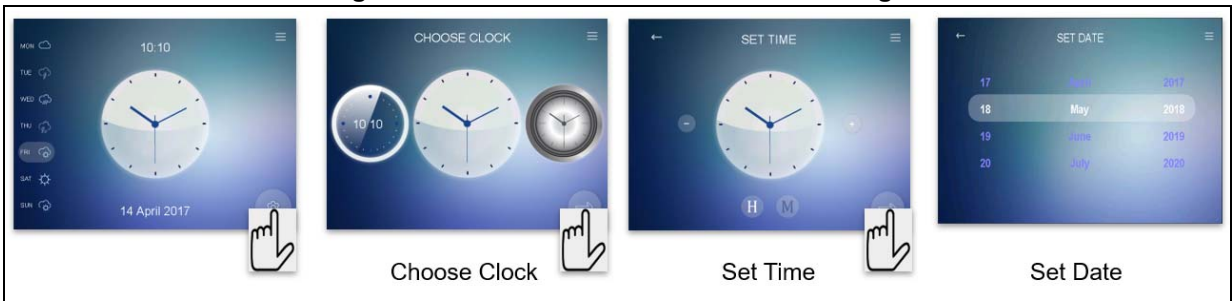 10:10
MON
TUE
WED
THU
FRI
SAT
SUN
14 April 2017
CHOOSE CLOCK
10 10
Choose Clock
SET TIME
H M
Set Time
SET DATE
17 2017
18 May 2018
19 June 2019
20 July 2020
Set Date